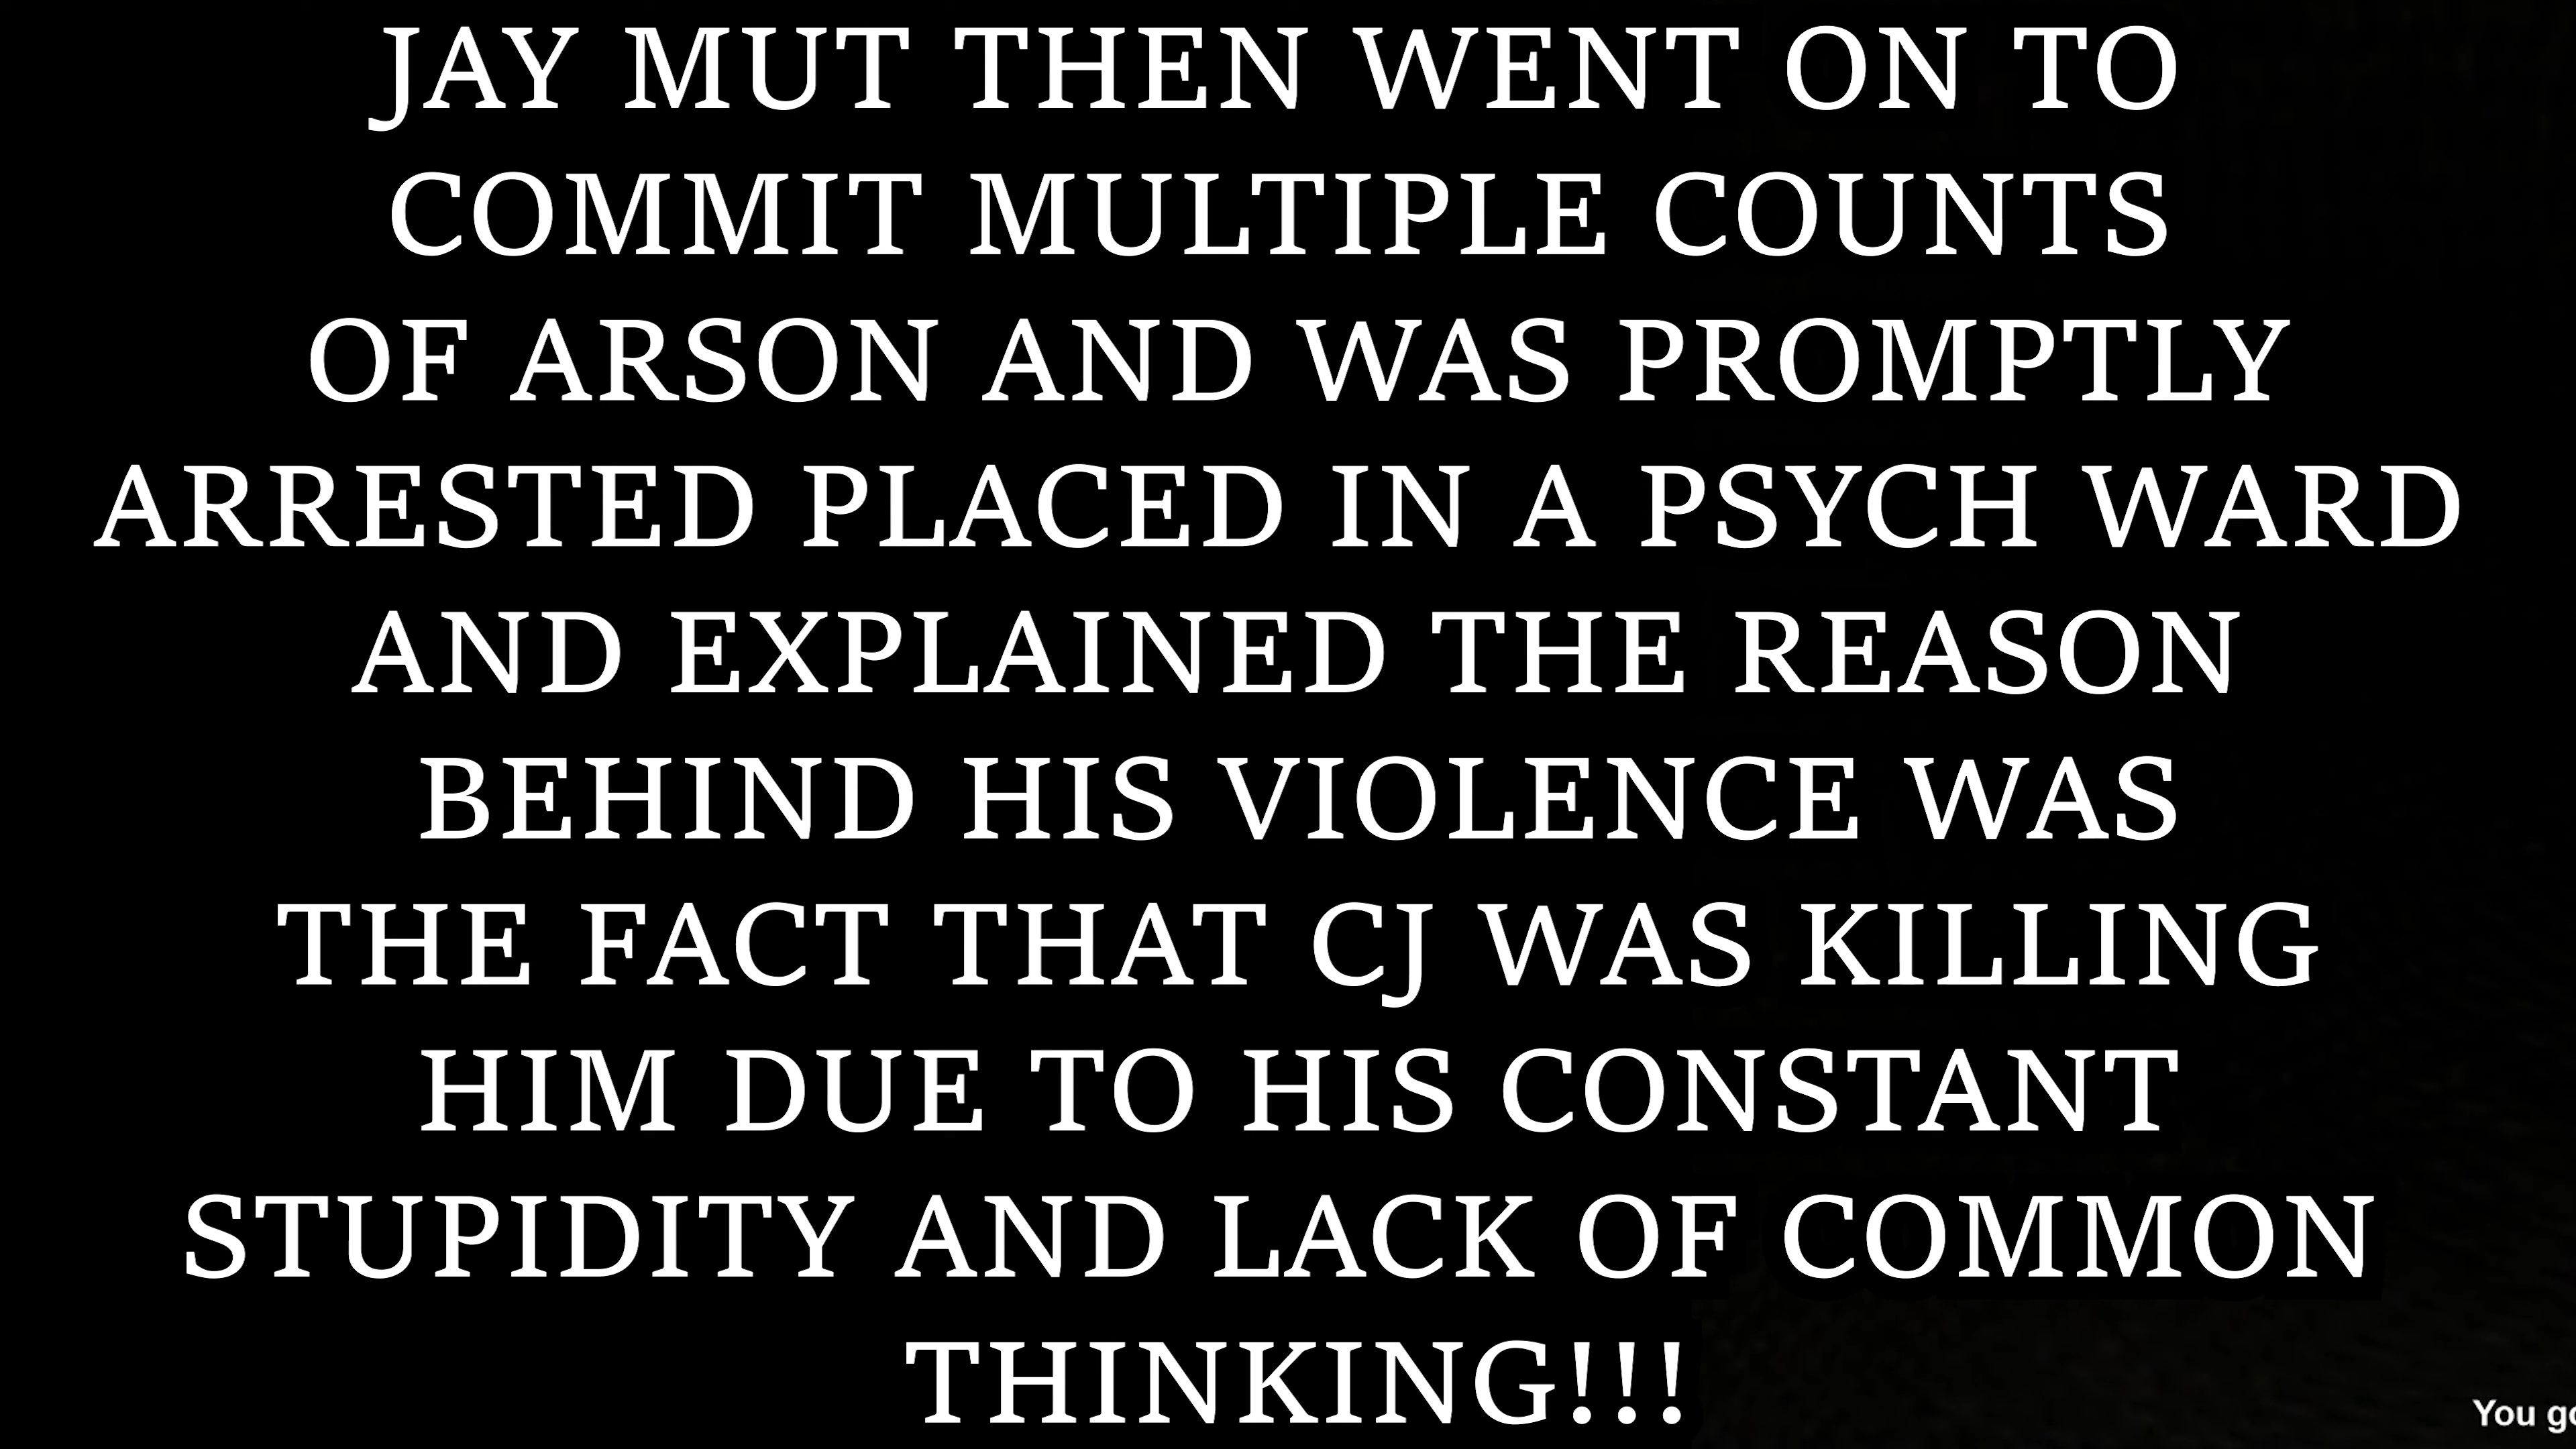 JAY MUT THEN WENT ON TO
COMMIT MULTIPLE COUNTS
OF ARSON AND WAS PROMPTLY
ARRESTED PLACED IN A PSYCH WARD
AND EXPLAINED THE REASON
BEHIND HIS VIOLENCE WAS
THE FACT THAT CJ WAS KILLING
HIM DUE TO HIS CONSTANT
STUPIDITY AND LACK OF COMMON
THINKING!!!
You